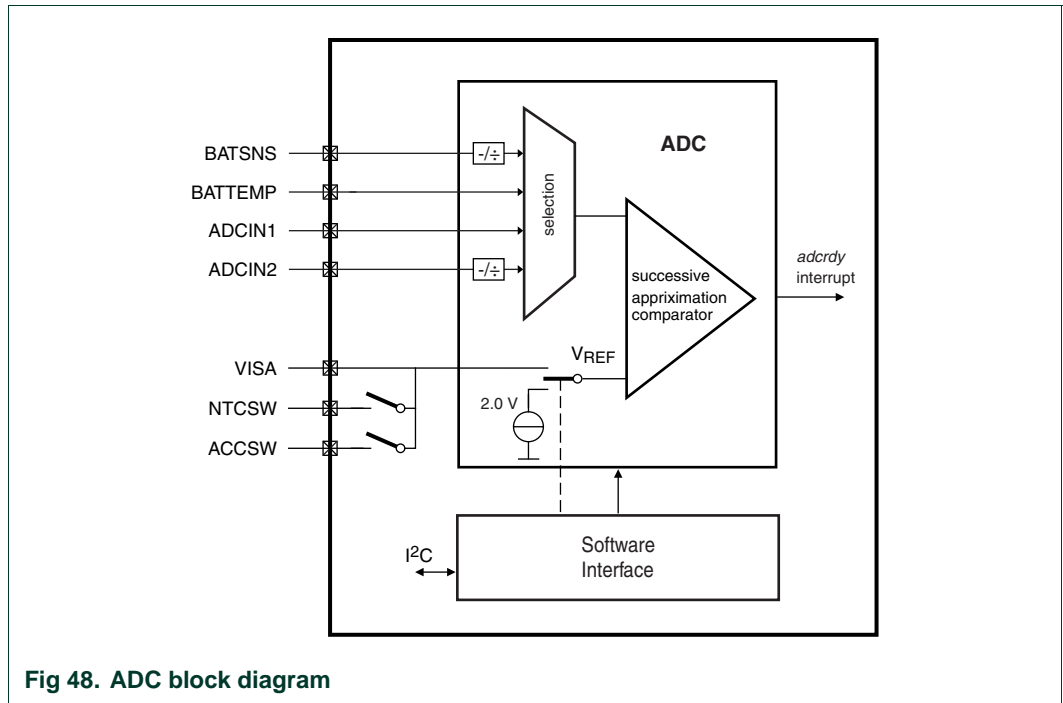 BATSNS
BATTEMP
ADCIN1
ADCIN2
-/÷
-/÷
selection
ADC
successive
appriximation
comparator
adcrdy
interrupt
VISA
NTCSW
ACCSW
VREF
2.0 V
I²C
Software
Interface
Fig 48. ADC block diagram